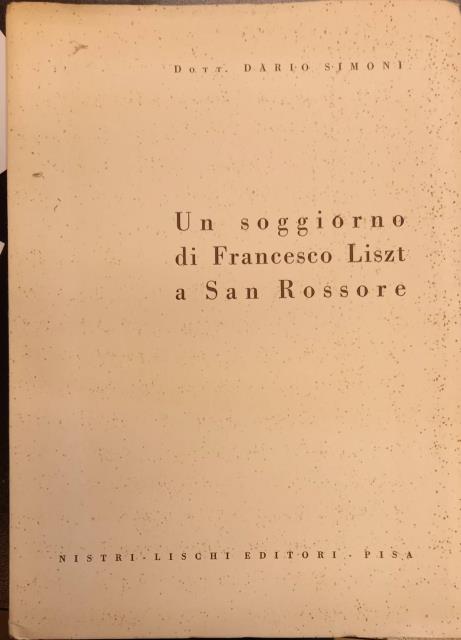 Dott. DARIO SIMONI
Un soggiorno
di Francesco Liszt
a San Rossore
NISTRI-LISCHI EDITORI - PISA